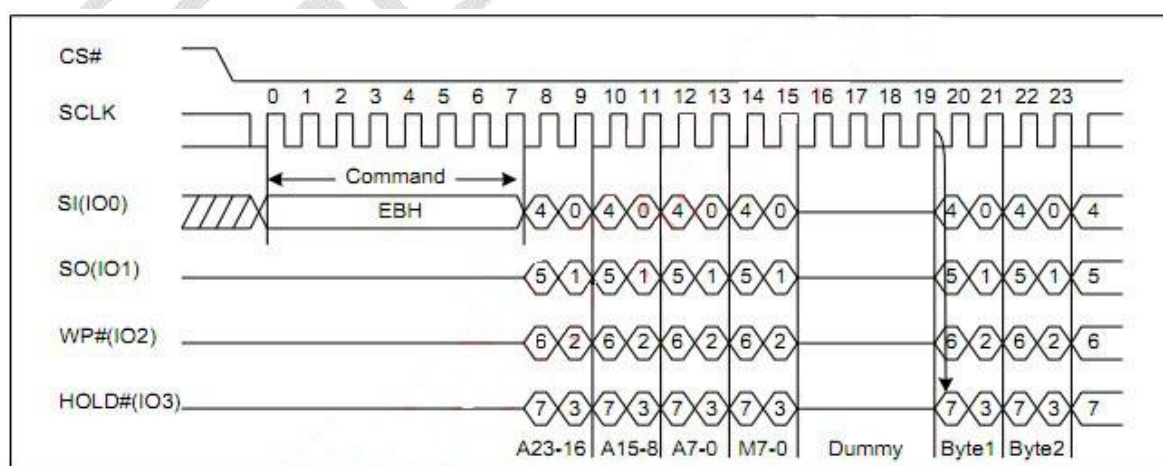 CS#
0 1 2 3 4 5 6 7 8 9 10 11 12 13 14 15 16 17 18 19 20 21 22 23
SCLK
Command
SI(IO0) EBH 4 0 4 0 4 0 4 0 4 0 4 0 4
SO(IO1) 5 1 5 1 5 1 5 1 5 1 5 1 5
WP#(IO2) 6 2 6 2 6 2 6 2 6 2 6 2 6
HOLD#(IO3) 7 3 7 3 7 3 7 3 7 3 7 3 7
A23-16 A15-8 A7-0 M7-0 Dummy Byte1 Byte2